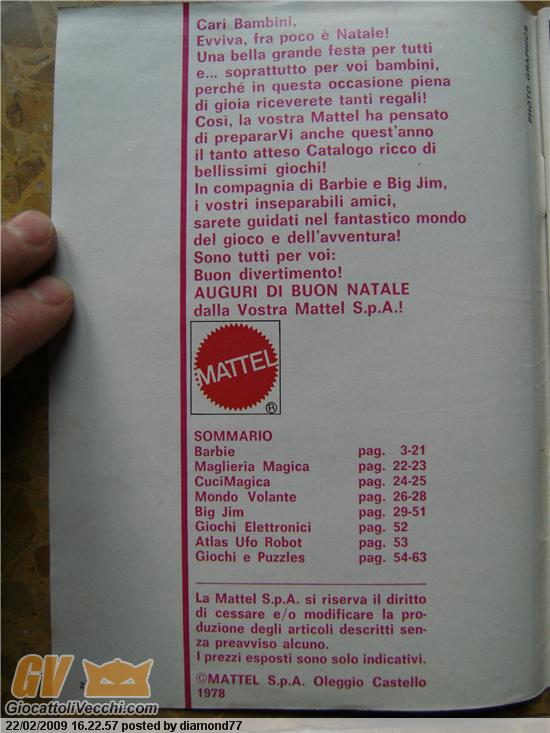 Cari Bambini,
Evviva, fra poco è Natale!
Una bella grande festa per tutti
e... soprattutto per voi bambini,
perché in questa occasione piena
di gioia riceverete tanti regali!
Così, la vostra Mattel ha pensato
di prepararVi anche quest'anno
il tanto atteso Catalogo ricco di
bellissimi giochi!
In compagnia di Barbie e Big Jim,
i vostri inseparabili amici,
sarete guidati nel fantastico mondo
del gioco e dell'avventura!
Sono tutti per voi:
Buon divertimento!
AUGURI DI BUON NATALE
dalla Vostra Mattel S.p.A.!
MATTEL
®
SOMMARIO
Barbie pag. 3-21
Maglieria Magica pag. 22-23
CuciMagica pag. 24-25
Mondo Volante pag. 26-28
Big Jim pag. 29-51
Giochi Elettronici pag. 52
Atlas Ufo Robot pag. 53
Giochi e Puzzles pag. 54-63
La Mattel S.p.A. si riserva il diritto
di cessare e/o modificare la pro-
duzione degli articoli descritti sen-
za preavviso alcuno.
I prezzi esposti sono solo indicativi.
©MATTEL S.p.A. Oleggio Castello
1978
2
PHOTO GRAPHICS
GV
GiocattoliVecchi.com
22/02/2009 16.22.57 posted by diamond77